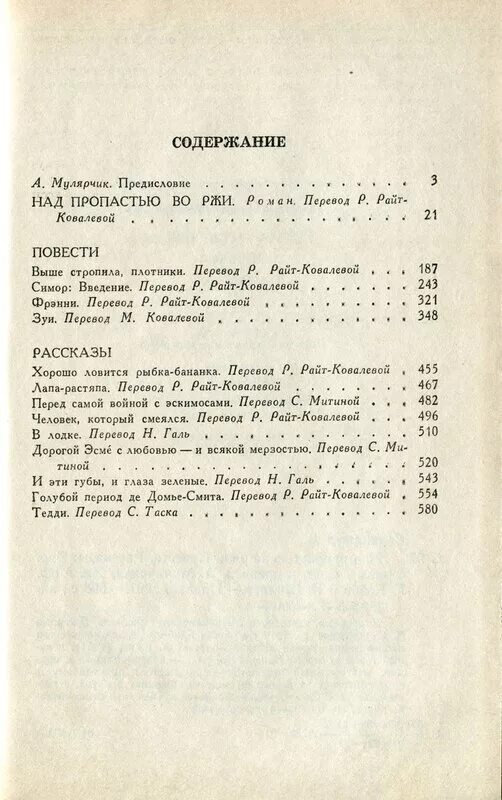 СОДЕРЖАНИЕ
А. Мулярчик. Предисловие . . . . . . . . . . . 3
НАД ПРОПАСТЬЮ ВО РЖИ. Роман. Перевод Р. Райт-
Ковалевой . . . . . . . . . . . . . . . 21
ПОВЕСТИ
Выше стропила, плотники. Перевод Р. Райт-Ковалевой . . . 187
Симор: Введение. Перевод Р. Райт-Ковалевой . . . . . . 243
Фрэнни. Перевод Р. Райт-Ковалевой . . . . . . . . 321
Зуи. Перевод М. Ковалевой . . . . . . . . . . 348
РАССКАЗЫ
Хорошо ловится рыбка-бананка. Перевод Р. Райт-Ковалевой . 455
Лапа-растяпа. Перевод Р. Райт-Ковалевой . . . . . . 467
Перед самой войной с эскимосами. Перевод С. Митиной . . . 482
Человек, который смеялся. Перевод Р. Райт-Ковалевой . . . 496
В лодке. Перевод Н. Галь . . . . . . . . . . . 510
Дорогой Эсме́ с любовью — и всякой мерзостью. Перевод С. Ми-
тиной . . . . . . . . . . . . . . . . 520
И эти губы, и глаза зеленые. Перевод Н. Галь . . . . . 543
Голубой период де Домье-Смита. Перевод Р. Райт-Ковалевой . 554
Тедди. Перевод С. Таска . . . . . . . . . . . 580